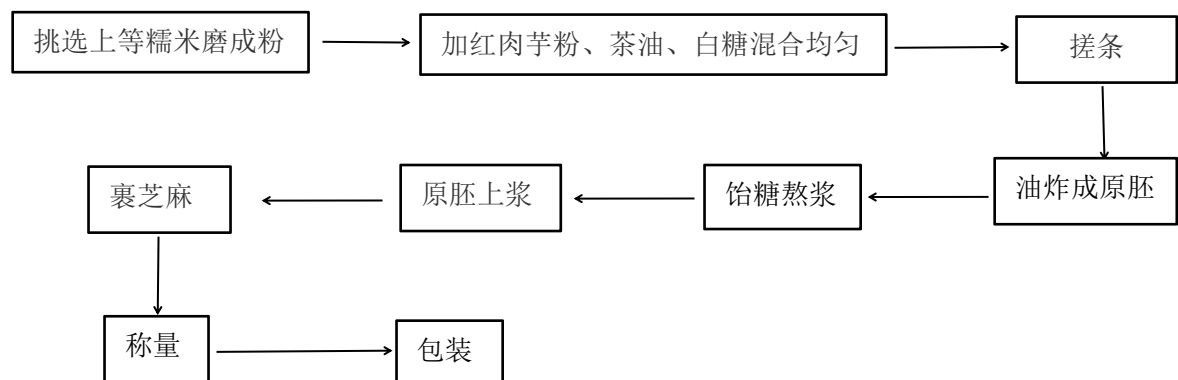 挑选上等糯米磨成粉
加红肉芋粉、茶油、白糖混合均匀
搓条
油炸成原胚
饴糖熬浆
原胚上浆
裹芝麻
称量
包装